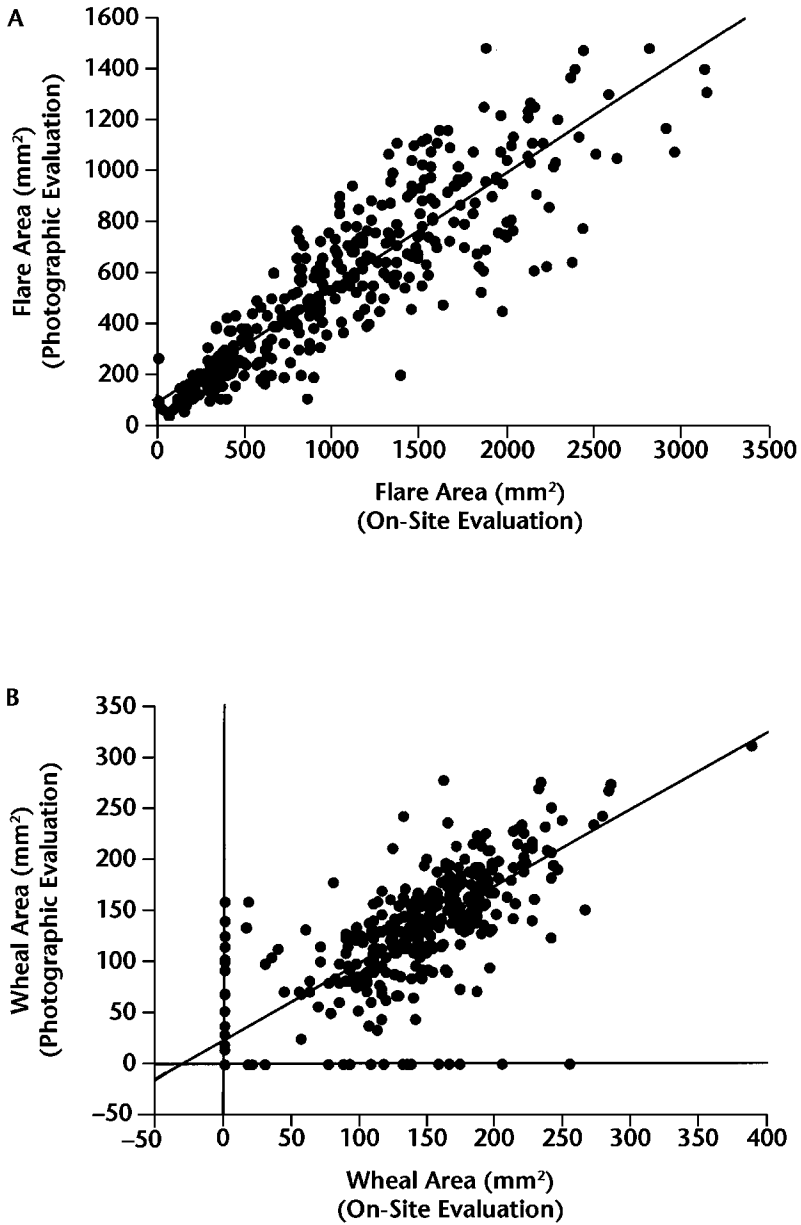 A
1600
1400
1200
1000
800
600
400
200
0
Flare Area (mm²)
(Photographic Evaluation)
0 500 1000 1500 2000 2500 3000 3500
Flare Area (mm²)
(On-Site Evaluation)
B
350
300
250
200
150
100
50
0
–50
Wheal Area (mm²)
(Photographic Evaluation)
–50 0 50 100 150 200 250 300 350 400
Wheal Area (mm²)
(On-Site Evaluation)